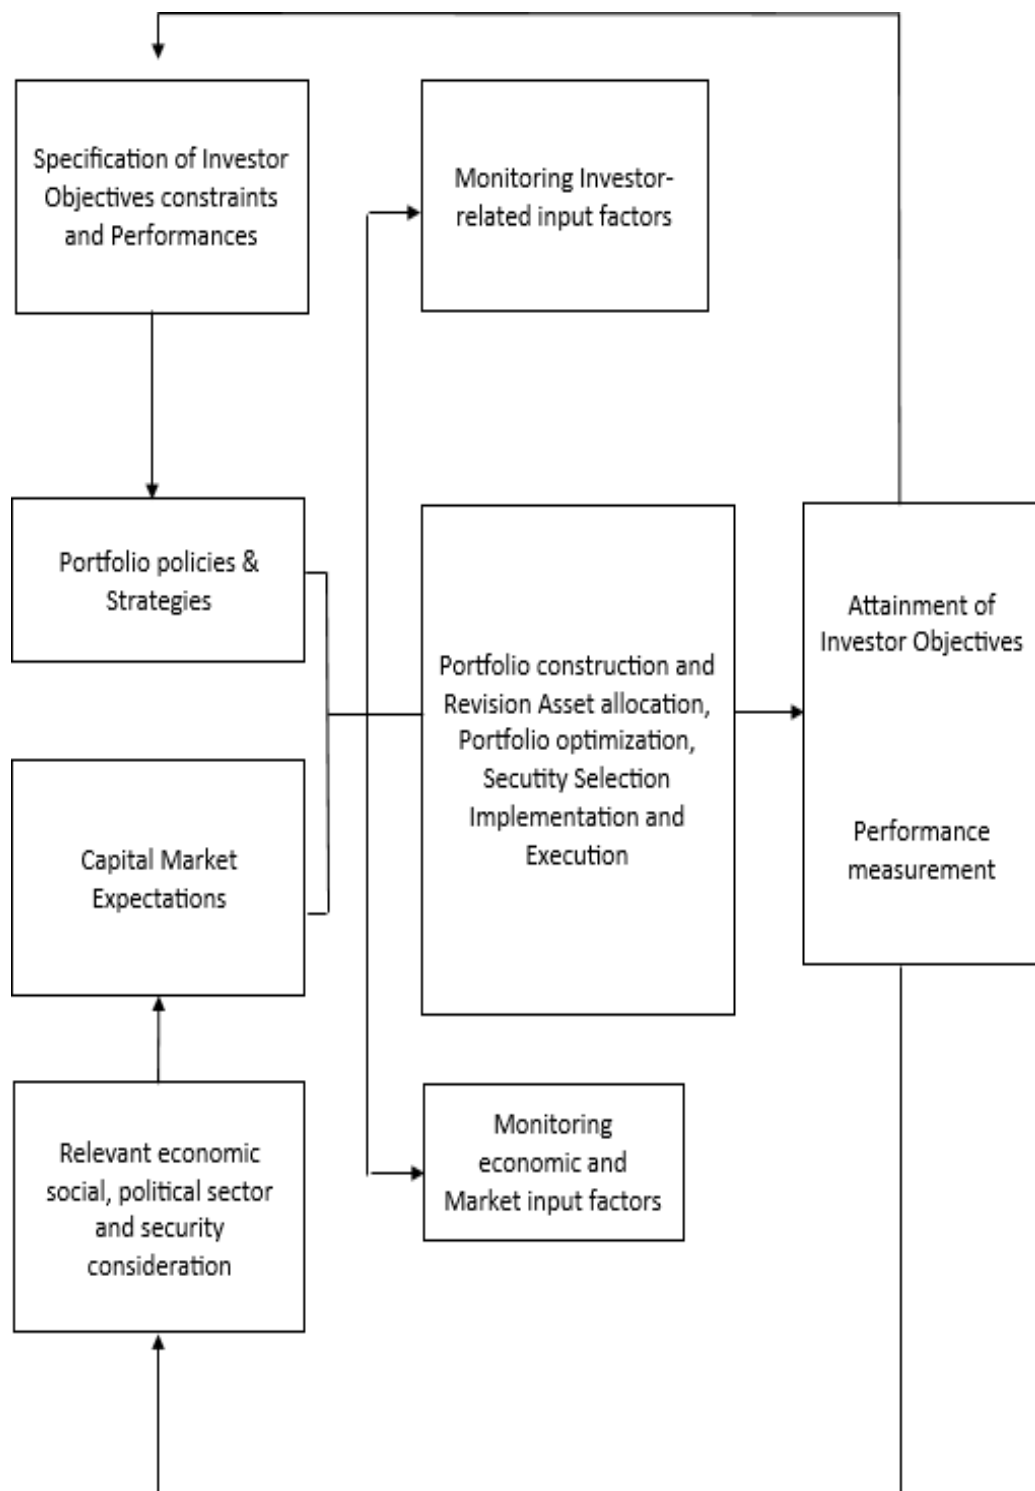 Specification of Investor
Objectives constraints
and Performances
Monitoring Investor-
related input factors
Portfolio policies &
Strategies
Portfolio construction and
Revision Asset allocation,
Portfolio optimization,
Secutity Selection
Implementation and
Execution
Attainment of
Investor Objectives
Performance
measurement
Capital Market
Expectations
Relevant economic
social, political sector
and security
consideration
Monitoring
economic and
Market input factors